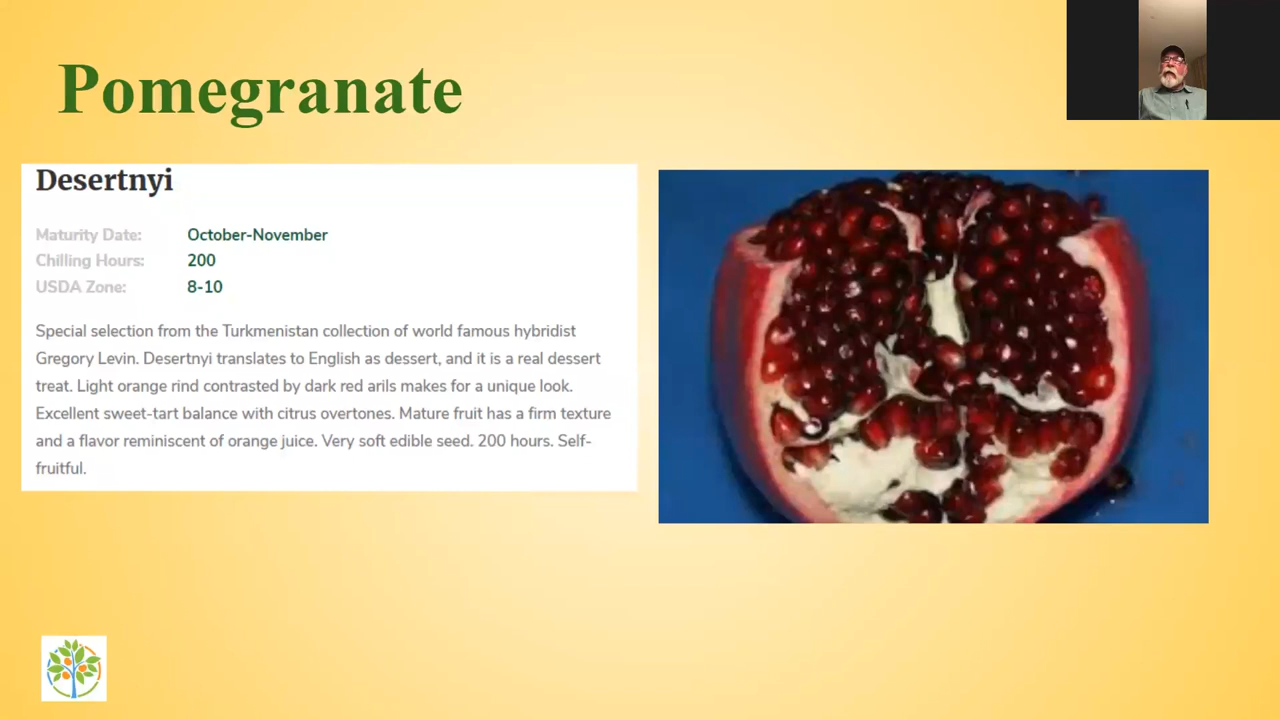 Pomegranate
Desertnyi
Maturity Date: October-November
Chilling Hours: 200
USDA Zone: 8-10
Special selection from the Turkmenistan collection of world famous hybridist
Gregory Levin. Desertnyi translates to English as dessert, and it is a real dessert
treat. Light orange rind contrasted by dark red arils makes for a unique look.
Excellent sweet-tart balance with citrus overtones. Mature fruit has a firm texture
and a flavor reminiscent of orange juice. Very soft edible seed. 200 hours. Self-
fruitful.